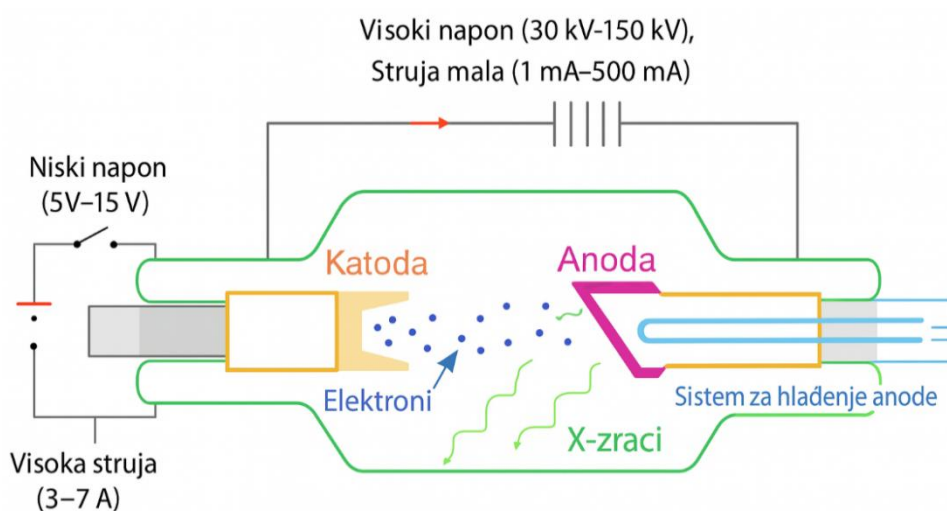 Visoki napon (30 kV-150 kV),
Struja mala (1 mA–500 mA)
Niski napon
(5V–15 V)
Katoda
Anoda
Elektroni
Sistem za hlađenje anode
X-zraci
Visoka struja
(3–7 A)